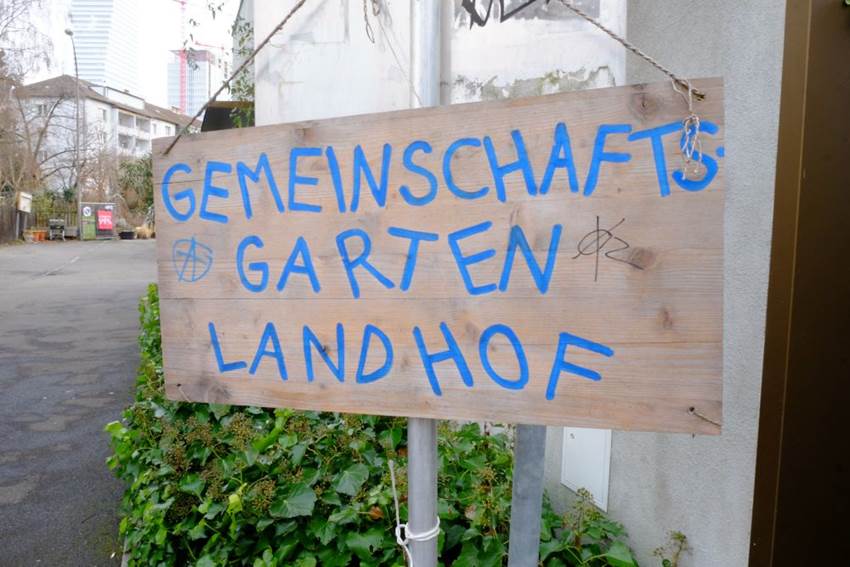 GEMEINSCHAFTS-
GARTEN
LANDHOF